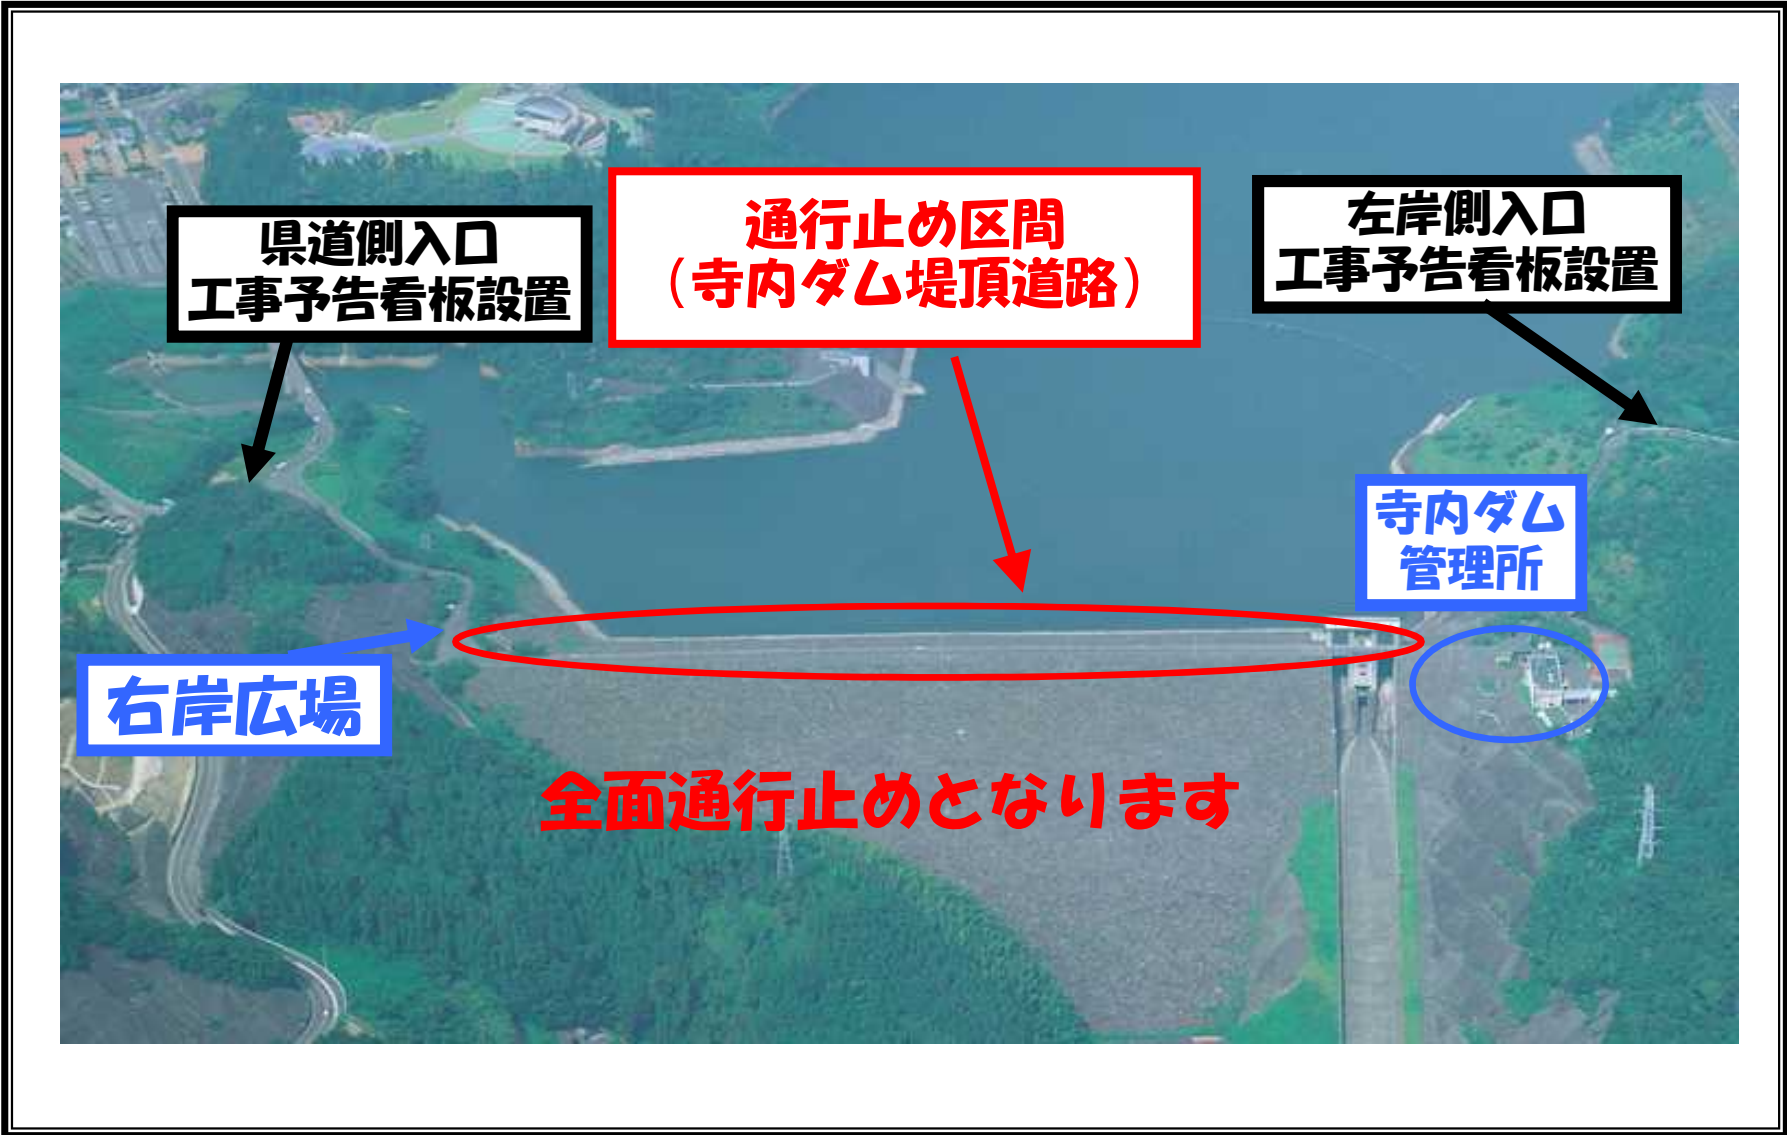 県道側入口
工事予告看板設置
通行止め区間
（寺内ダム堤頂道路）
左岸側入口
工事予告看板設置
寺内ダム
管理所
右岸広場
全面通行止めとなります